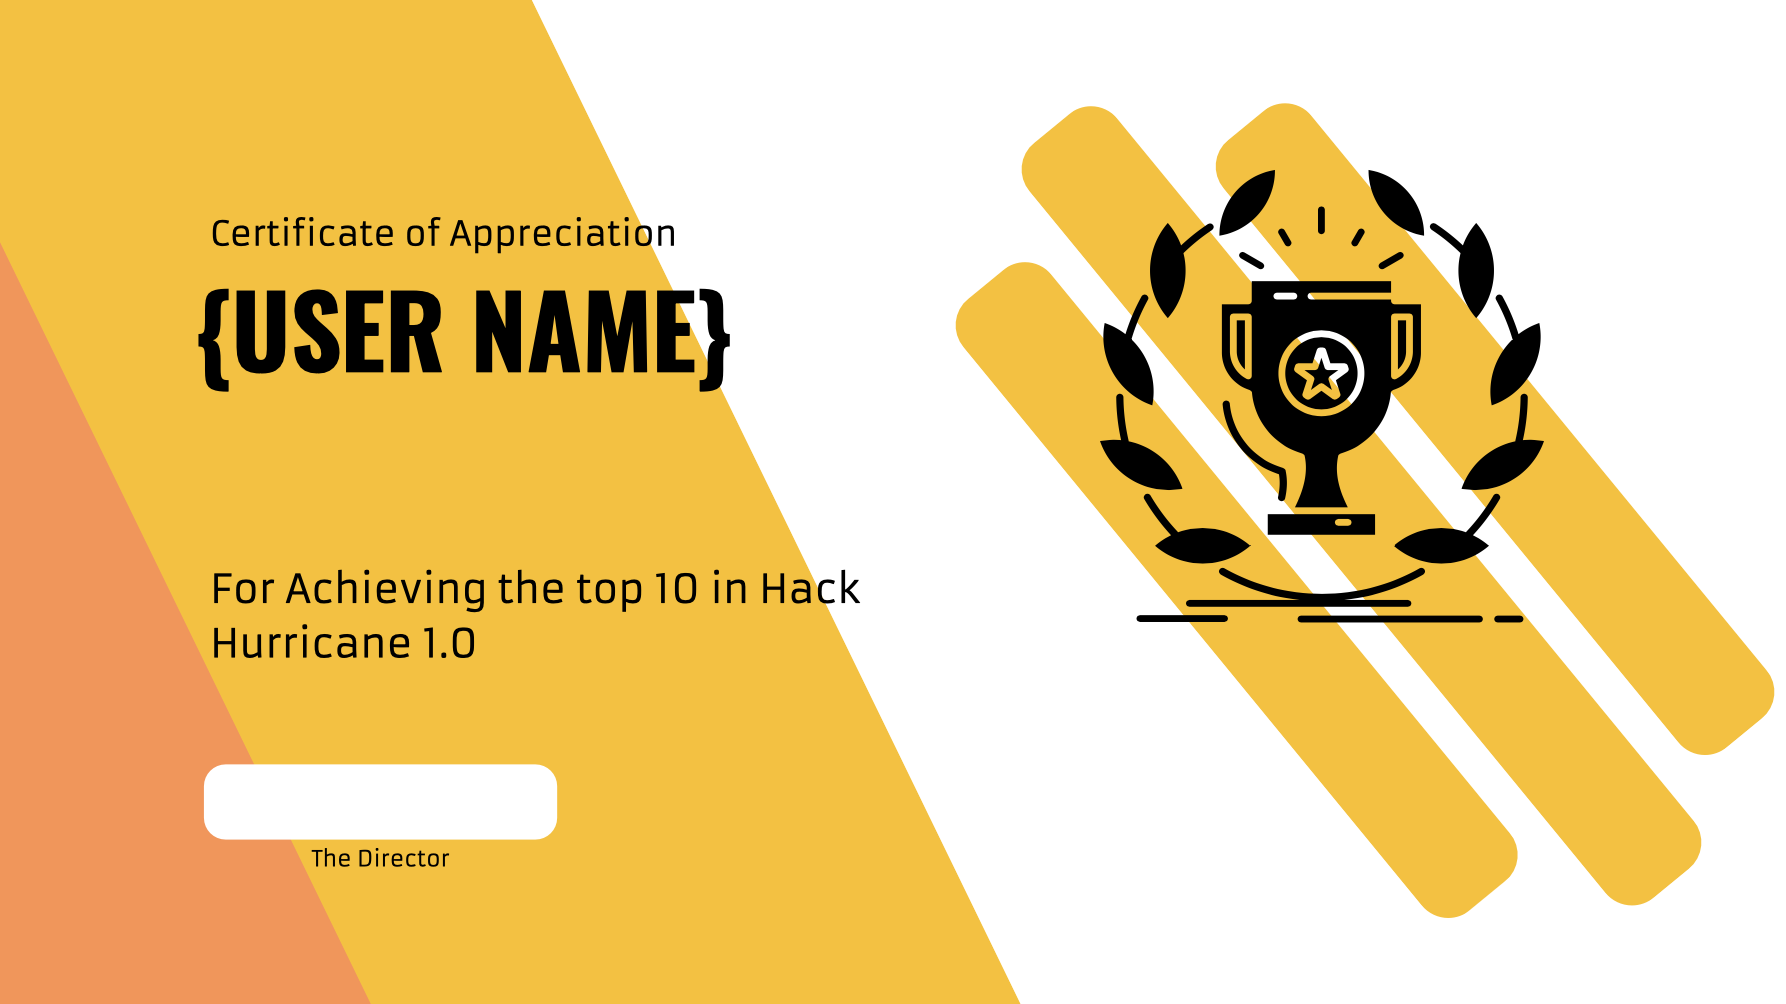 Certificate of Appreciation
{USER NAME}
For Achieving the top 10 in Hack
Hurricane 1.0
The Director